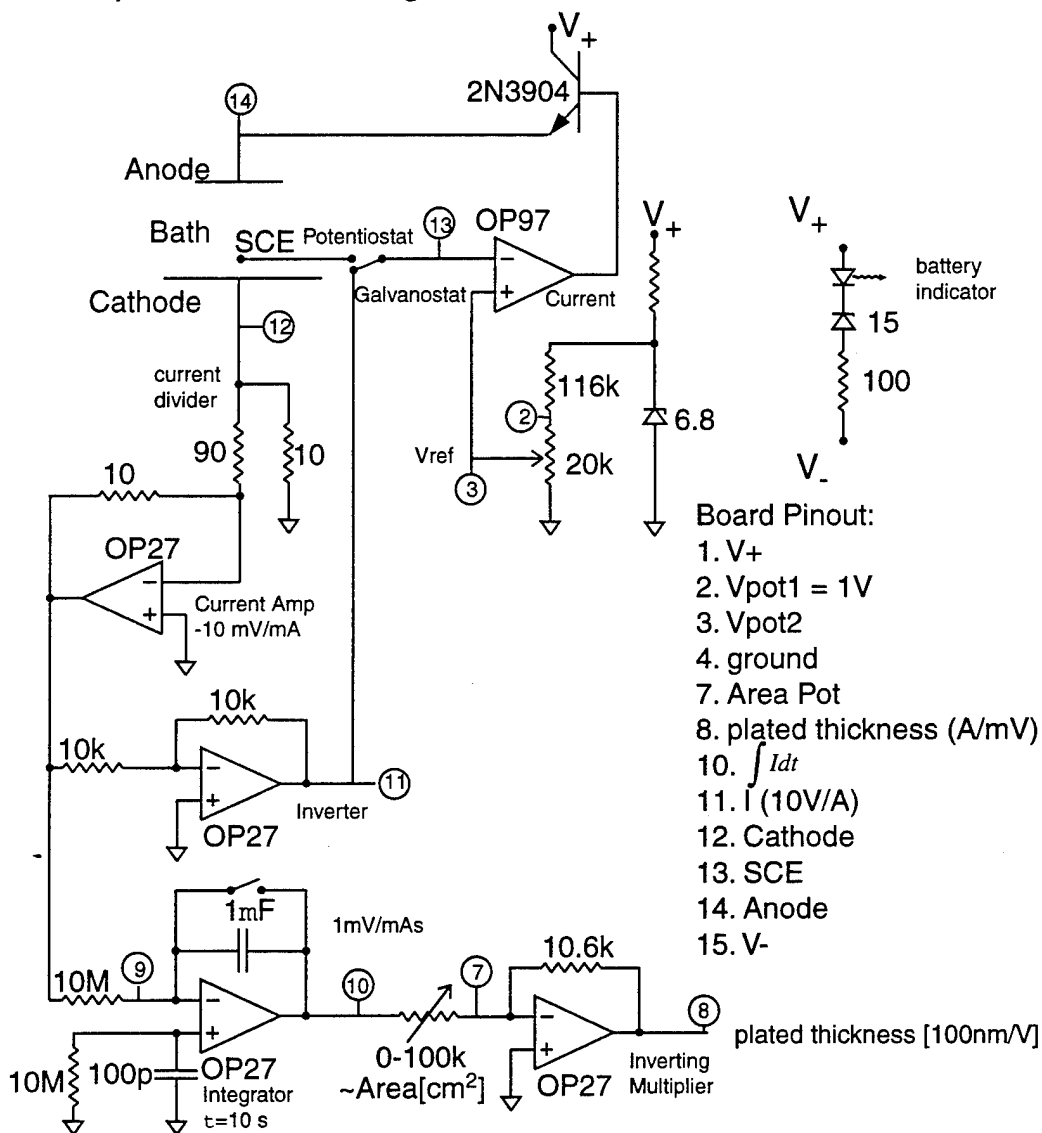 V+
2N3904
14
Anode
OP97
V+
V+
13
Bath
SCE
Potentiostat
Galvanostat
Current
battery
indicator
Cathode
12
15
current
divider
116k
100
2
6.8
90
10
Vref
20k
10
3
V-
OP27
Current Amp
-10 mV/mA
Board Pinout:
1. V+
2. Vpot1 = 1V
3. Vpot2
4. ground
7. Area Pot
8. plated thickness (A/mV)
10. ∫Idt
11. I (10V/A)
12. Cathode
13. SCE
14. Anode
15. V-
10k
10k
11
Inverter
OP27
1mF
1mV/mAs
10.6k
9
10
7
8
10M
plated thickness [100nm/V]
0-100k
~Area[cm²]
10M
100p
OP27
Integrator
t=10 s
OP27
Inverting
Multiplier